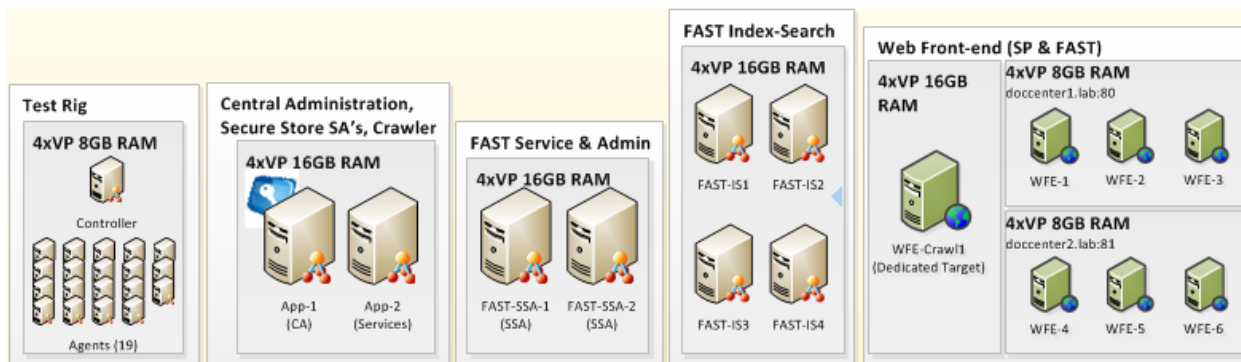 Test Rig
4xVP 8GB RAM
Controller
Agents (19)
Central Administration,
Secure Store SA's, Crawler
4xVP 16GB RAM
App-1
(CA)
App-2
(Services)
FAST Service & Admin
4xVP 16GB RAM
FAST-SSA-1
(SSA)
FAST-SSA-2
(SSA)
FAST Index-Search
4xVP 16GB RAM
FAST-IS1
FAST-IS2
FAST-IS3
FAST-IS4
Web Front-end (SP & FAST)
4xVP 16GB
RAM
WFE-Crawl1
(Dedicated Target)
4xVP 8GB RAM
doccenter1.lab:80
WFE-1
WFE-2
WFE-3
4xVP 8GB RAM
doccenter2.lab:81
WFE-4
WFE-5
WFE-6